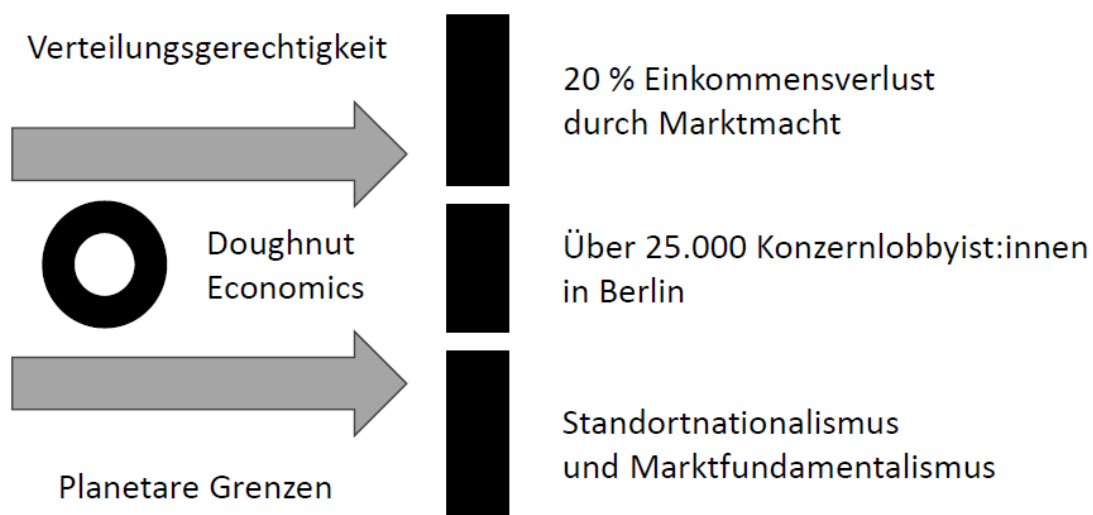 Verteilungsgerechtigkeit
20 % Einkommensverlust
durch Marktmacht
Doughnut
Economics
Über 25.000 Konzernlobbyist:innen
in Berlin
Planetare Grenzen
Standortnationalismus
und Marktfundamentalismus